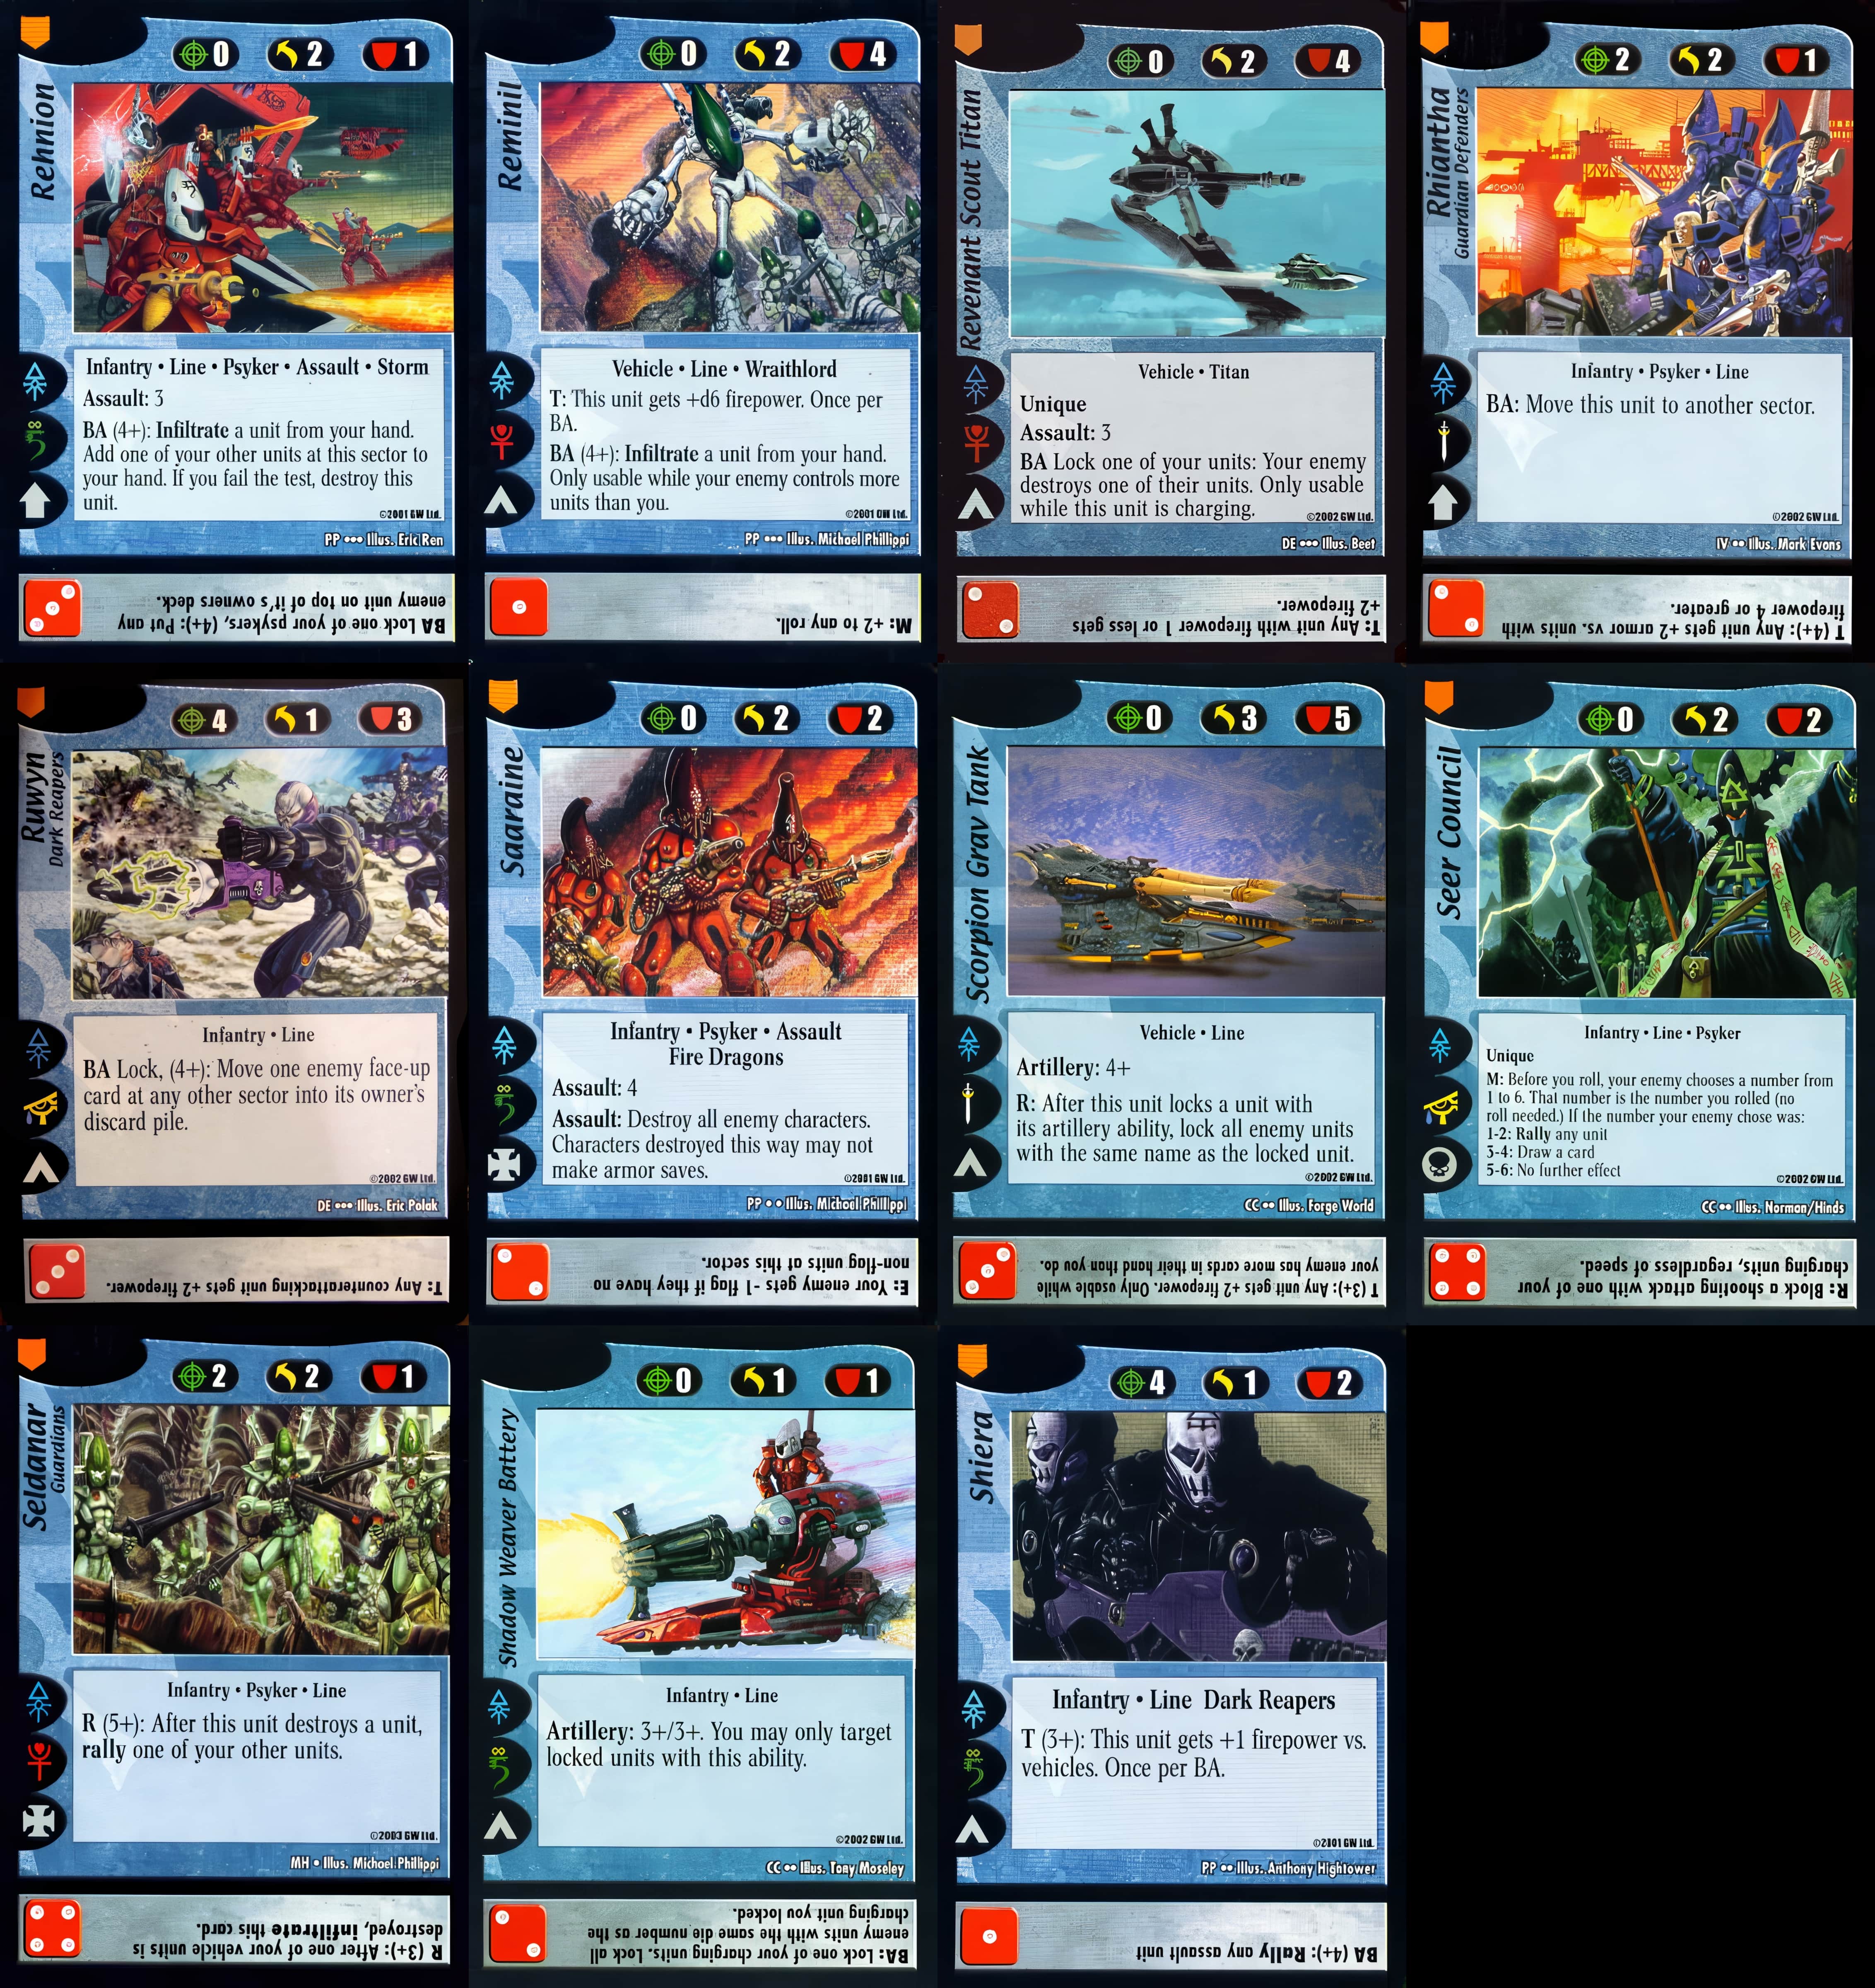 0 2 1
Rehnion
Infantry • Line • Psyker • Assault • Storm
Assault: 3
BA (4+): Infiltrate a unit from your hand.
Add one of your other units at this sector to
your hand. If you fail the test, destroy this
unit.
©2001 GW Ltd.
PP ••• Illus. Eric Ren
BA Lock one of your psykers, (4+): Put any
enemy unit on top of it's owners deck.
0 2 4
Reminill
Vehicle • Line • Wraithlord
T: This unit gets +d6 firepower. Once per
BA.
BA (4+): Infiltrate a unit from your hand.
Only usable while your enemy controls more
units than you.
©2001 GW Ltd.
PP ••• Illus. Michael Phillippi
M: +2 to any roll.
0 2 4
Revenant Scout Titan
Vehicle • Titan
Unique
Assault: 3
BA Lock one of your units: Your enemy
destroys one of their units. Only usable
while this unit is charging.
©2002 GW Ltd.
DE ••• Illus. Beet
T: Any unit with firepower 1 or less gets
+2 firepower.
2 2 1
Rhiantha
Guardian Defenders
Infantry • Psyker • Line
BA: Move this unit to another sector.
©2002 GW Ltd.
IV •• Illus. Mark Evans
T (4+): Any unit gets +2 armor vs. units with
firepower 4 or greater.
4 1 3
Ruwyn
Dark Reapers
Infantry • Line
BA Lock, (4+): Move one enemy face-up
card at any other sector into its owner's
discard pile.
©2002 GW Ltd.
DE ••• Illus. Eric Polak
T: Any counterattacking unit gets +2 firepower.
0 2 2
Saaraine
Infantry • Psyker • Assault
Fire Dragons
Assault: 4
Assault: Destroy all enemy characters.
Characters destroyed this way may not
make armor saves.
©2001 GW Ltd.
PP •• Illus. Michael Phillippi
E: Your enemy gets -1 flag if they have no
non-flag units at this sector.
0 3 5
Scorpion Grav Tank
Vehicle • Line
Artillery: 4+
R: After this unit locks a unit with
its artillery ability, lock all enemy units
with the same name as the locked unit.
©2002 GW Ltd.
CC •• Illus. Forge World
T (3+): Any unit gets +2 firepower. Only usable while
your enemy has more cards in their hand than you do.
0 2 2
Seer Council
Infantry • Line • Psyker
Unique
M: Before you roll, your enemy chooses a number from
1 to 6. That number is the number you rolled (no
roll needed.) If the number your enemy chose was:
1-2: Rally any unit
3-4: Draw a card
5-6: No further effect
©2002 GW Ltd.
CC •• Illus. Norman/Hinds
R: Block a shooting attack with one of your
charging units, regardless of speed.
2 2 1
Seldanar
Guardians
Infantry • Psyker • Line
R (5+): After this unit destroys a unit,
rally one of your other units.
©2003 GW Ltd.
MH • Illus. Michael Phillippi
R (3+): After one of your vehicle units is
destroyed, infiltrate this card.
0 1 1
Shadow Weaver Battery
Infantry • Line
Artillery: 3+/3+. You may only target
locked units with this ability.
©2002 GW Ltd.
CC •• Illus. Tony Moseley
BA: Lock one of your charging units. Lock all
enemy units with the same die number as the
charging unit you locked.
4 1 2
Shiera
Infantry • Line Dark Reapers
T (3+): This unit gets +1 firepower vs.
vehicles. Once per BA.
©2001 GW Ltd.
PP •• Illus. Anthony Hightower
BA (4+): Rally any assault unit